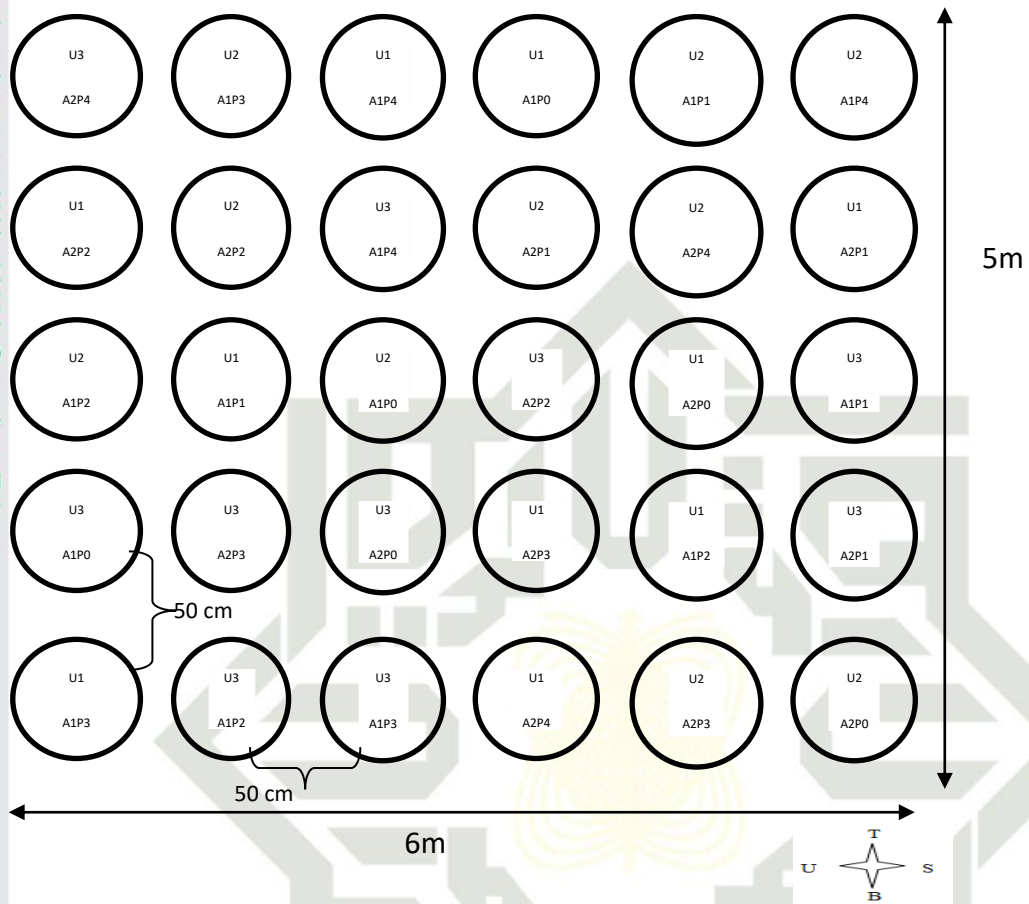 U3 U2 U1 U1 U2 U2
A2P4 A1P3 A1P4 A1P0 A1P1 A1P4
U1 U2 U3 U2 U2 U1
A2P2 A2P2 A1P4 A2P1 A2P4 A2P1
5m
U2 U1 U2 U3 U1 U3
A1P2 A1P1 A1P0 A2P2 A2P0 A1P1
U3 U3 U3 U1 U1 U3
A1P0 A2P3 A2P0 A2P3 A1P2 A2P1
50 cm
U1 U3 U3 U1 U2 U2
A1P3 A1P2 A1P3 A2P4 A2P3 A2P0
50 cm
6m
T
U S
B